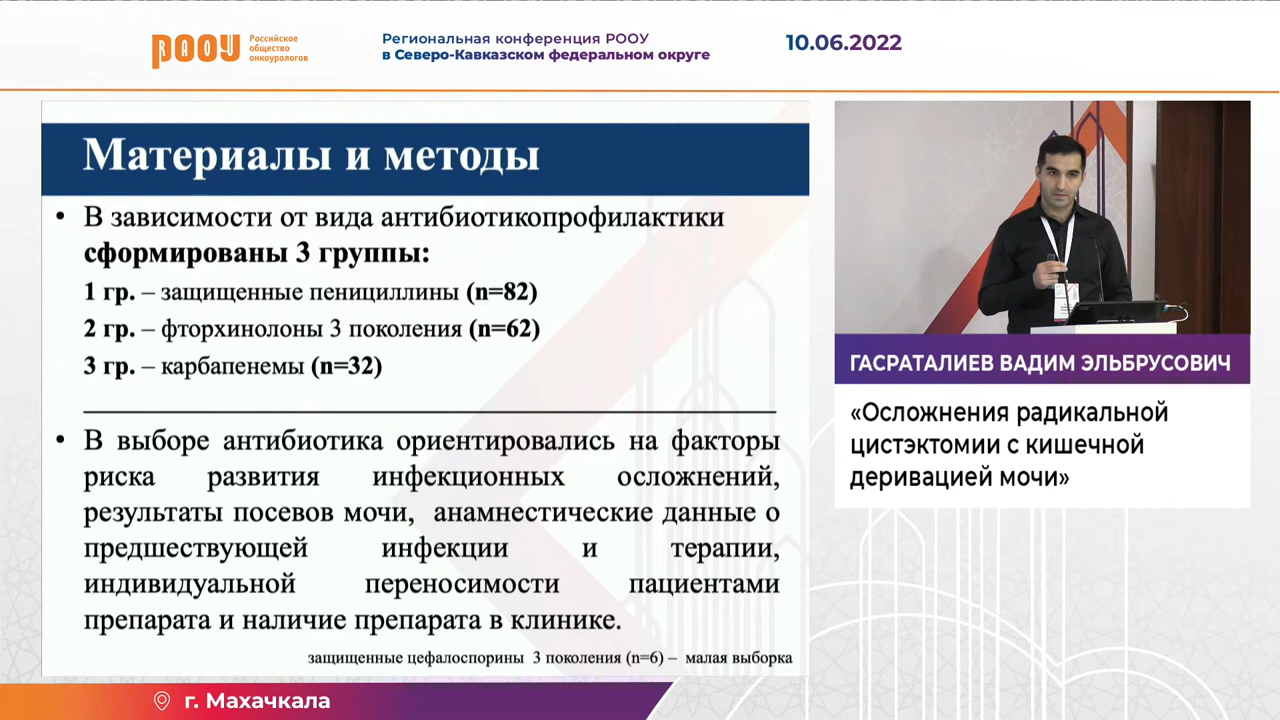 РООУ
Российское
общество
онкоурологов
Региональная конференция РООУ
в Северо-Кавказском федеральном округе
10.06.2022
Материалы и методы
• В зависимости от вида антибиотикопрофилактики
сформированы 3 группы:
1 гр. – защищенные пенициллины (n=82)
2 гр. – фторхинолоны 3 поколения (n=62)
3 гр. – карбапенемы (n=32)
• В выборе антибиотика ориентировались на факторы
риска развития инфекционных осложнений,
результаты посевов мочи, анамнестические данные о
предшествующей инфекции и терапии,
индивидуальной переносимости пациентами
препарата и наличие препарата в клинике.
защищенные цефалоспорины 3 поколения (n=6) – малая выборка
ГАСРАТАЛИЕВ ВАДИМ ЭЛЬБРУСОВИЧ
«Осложнения радикальной
цистэктомии с кишечной
деривацией мочи»
г. Махачкала